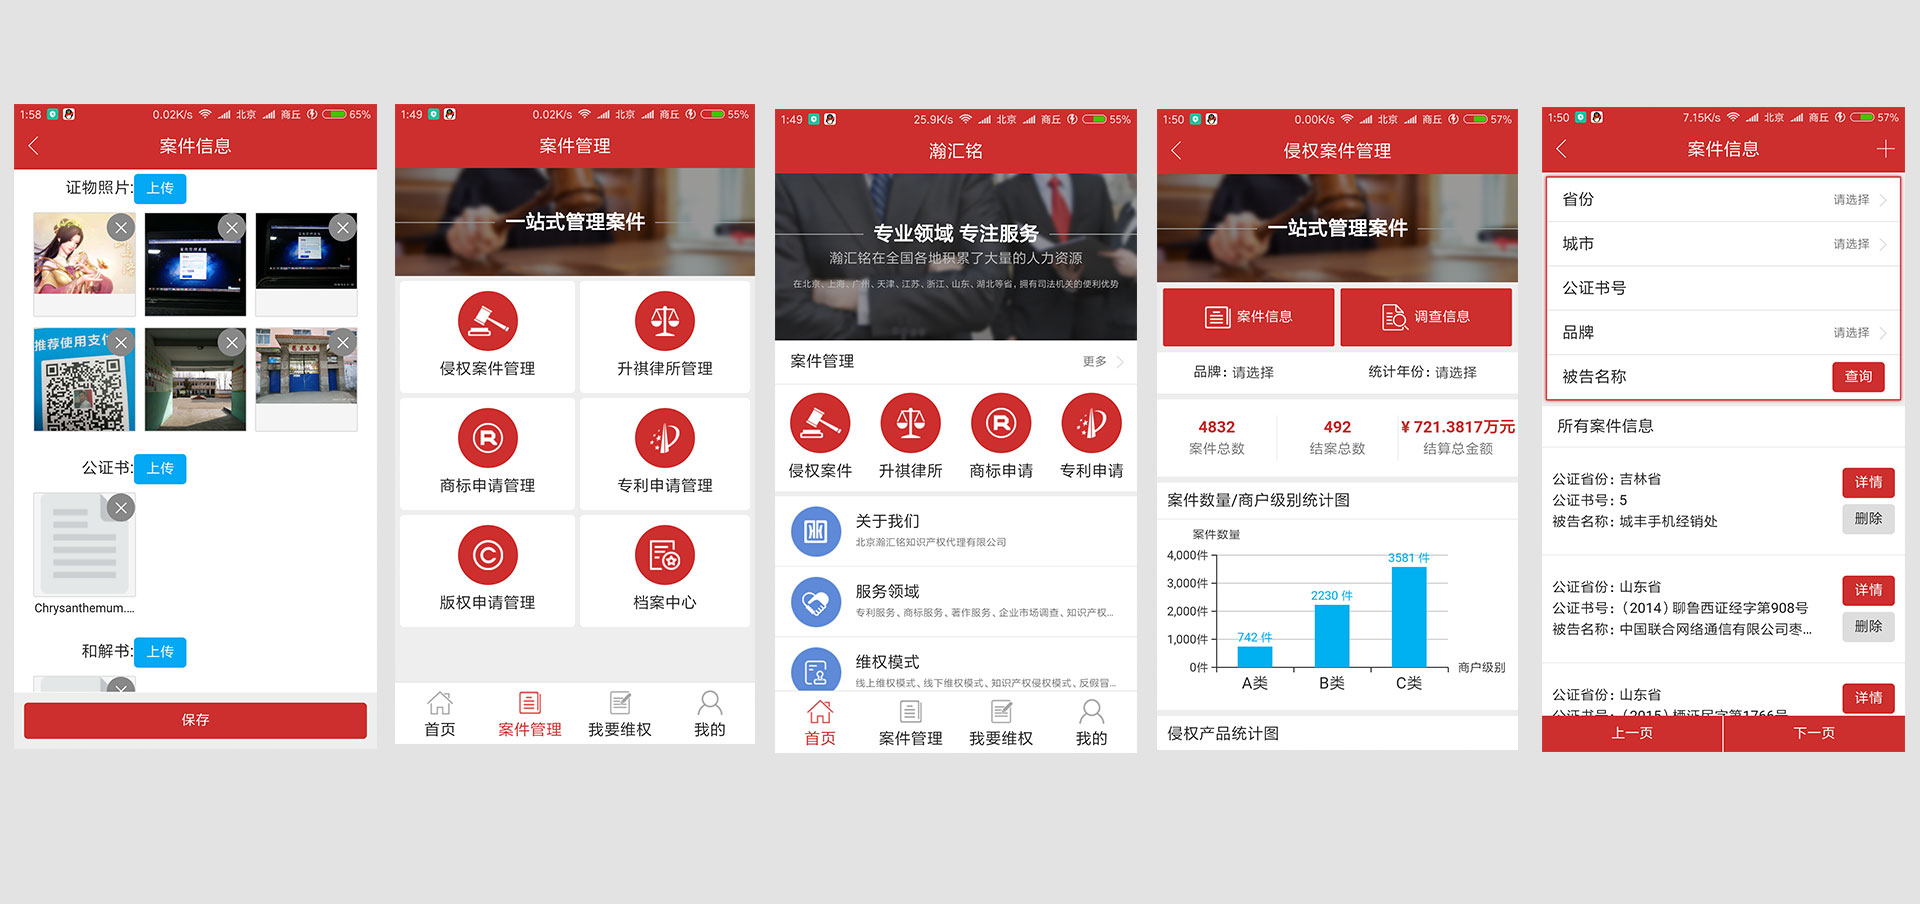 1:58
0.02K/s
北京
商丘
65%
案件信息
证物照片:
上传
推荐使用支付
公证书:
上传
Chrysanthemum....
和解书:
上传
保存
1:49
0.02K/s
北京
商丘
55%
案件管理
一站式管理案件
侵权案件管理
升祺律所管理
商标申请管理
专利申请管理
版权申请管理
档案中心
首页
案件管理
我要维权
我的
1:49
25.9K/s
北京
商丘
55%
瀚汇铭
专业领域 专注服务
瀚汇铭在全国各地积累了大量的人力资源
在北京、上海、广州、天津、江苏、浙江、山东、湖北等省，拥有司法机关的便利优势
案件管理
更多
侵权案件
升祺律所
商标申请
专利申请
关于我们
北京瀚汇铭知识产权代理有限公司
服务领域
专利服务、商标服务、著作服务、企业市场调查、知识产权...
维权模式
线上维权模式、线下维权模式、知识产权侵权模式、反假冒...
首页
案件管理
我要维权
我的
1:50
0.00K/s
北京
商丘
57%
侵权案件管理
一站式管理案件
案件信息
调查信息
品牌：请选择
统计年份：请选择
4832
案件总数
492
结案总数
¥ 721.3817万元
结算总金额
案件数量/商户级别统计图
案件数量
4,000件
3,000件
2,000件
1,000件
0件
742 件
2230 件
3581 件
A类
B类
C类
商户级别
侵权产品统计图
1:50
7.15K/s
北京
商丘
57%
案件信息
省份
请选择
城市
请选择
公证书号
品牌
请选择
被告名称
查询
所有案件信息
公证省份：吉林省
公证书号：5
被告名称：城丰手机经销处
详情
删除
公证省份：山东省
公证书号：（2014）聊鲁西证经字第908号
被告名称：中国联合网络通信有限公司枣...
详情
删除
公证省份：山东省
公证书号：（2015）栖证民字第1766号
详情
上一页
下一页